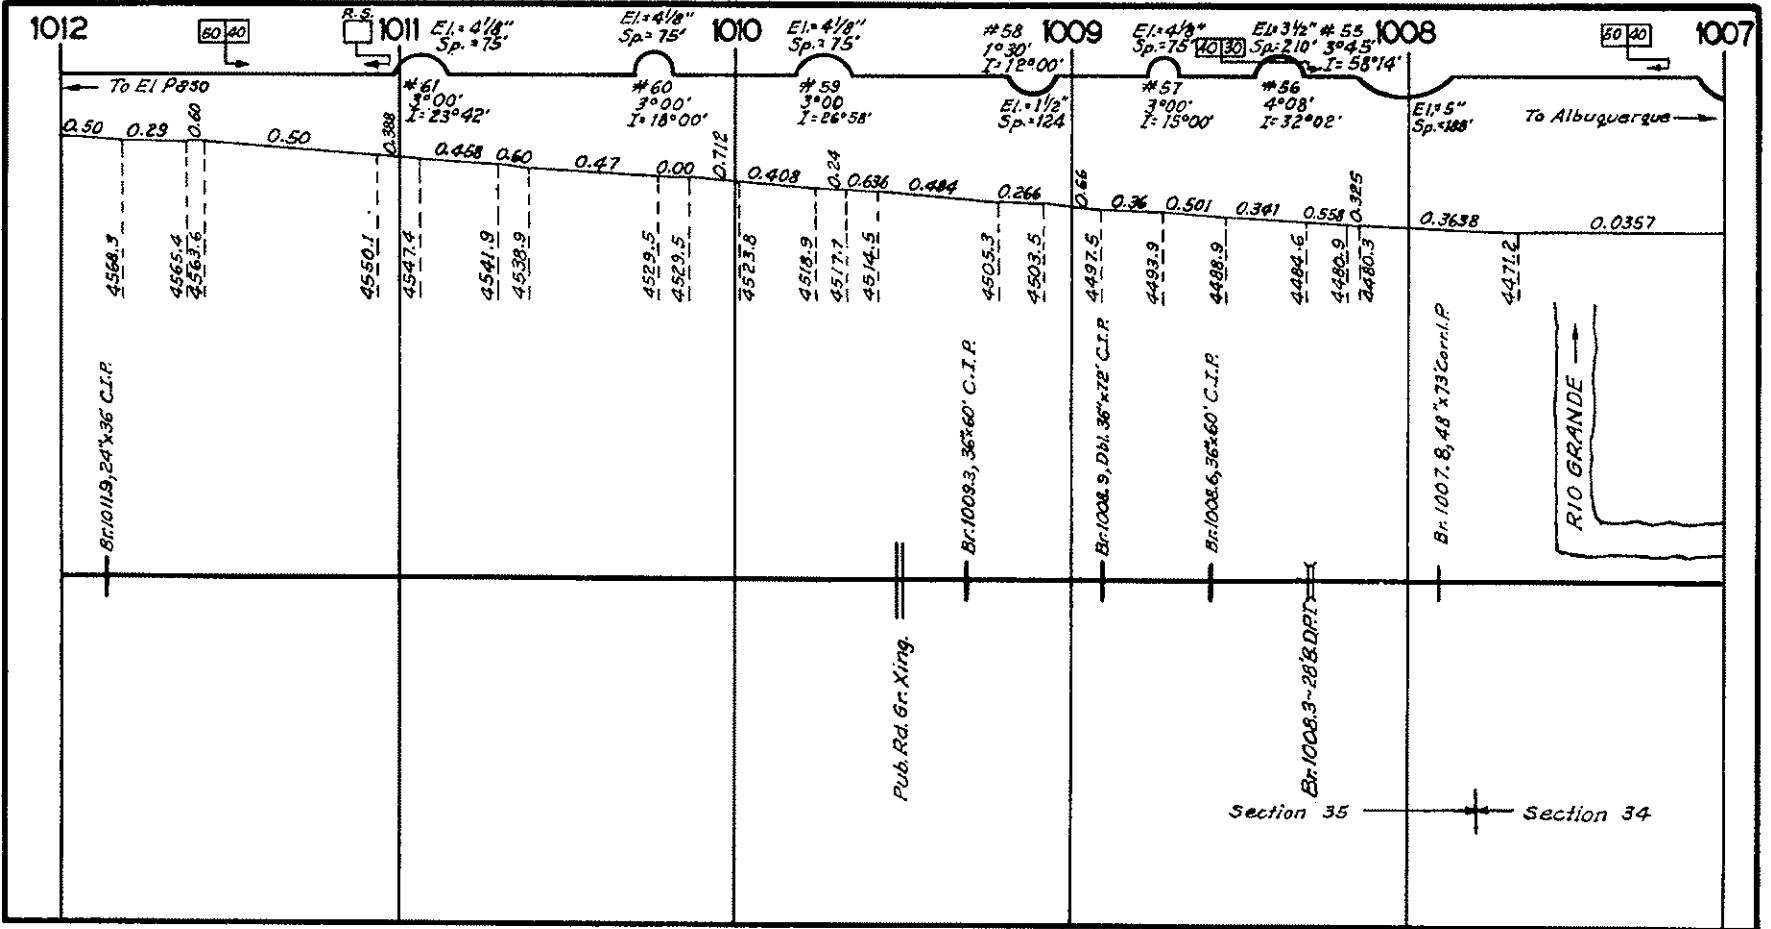 1012
60 40
R.S.
1011
El.= 4 1/8"
Sp.= 75'
El.= 4 1/8"
Sp.= 75'
1010
El.= 4 1/8"
Sp.= 75'
#58
1°30'
I= 12°00'
1009
El.= 4 1/8"
Sp.= 75'
40 30
El= 3 1/2"
Sp.= 210'
#55
3°45'
I= 58°14'
1008
60 40
1007
To El Paso
#61
3°00'
I= 23°42'
#60
3°00'
I= 18°00'
#59
3°00
I= 26°58'
El.= 1 1/2"
Sp.= 124
#57
3°00'
I= 15°00'
#56
4°08'
I= 32°02'
El.= 5"
Sp.= 188'
To Albuquerque
0.50 0.29 0.60 0.50 0.388 0.458 0.60 0.47 0.00 0.712 0.408 0.24 0.636 0.484 0.266 0.66 0.36 0.501 0.341 0.558 0.325 0.3638 0.0357
4568.3 4565.4 4563.6 4550.1 4547.4 4541.9 4538.9 4529.5 4529.5 4523.8 4518.9 4517.7 4514.5 4505.3 4503.5 4497.5 4493.9 4488.9 4484.6 4480.9 4480.3 4471.2
Br.1011.9, 24"x36' C.I.P.
Br.1009.3, 36"x60' C.I.P.
Br.1008.9, Dbl. 36"x72' C.I.P.
Br.1008.6, 36"x60' C.I.P.
Br. 1007.8, 48"x73' Corr.I.P.
RIO GRANDE
Pub. Rd. Gr. Xing.
Br.1008.3~28'B.D.P.T.
Section 35
Section 34